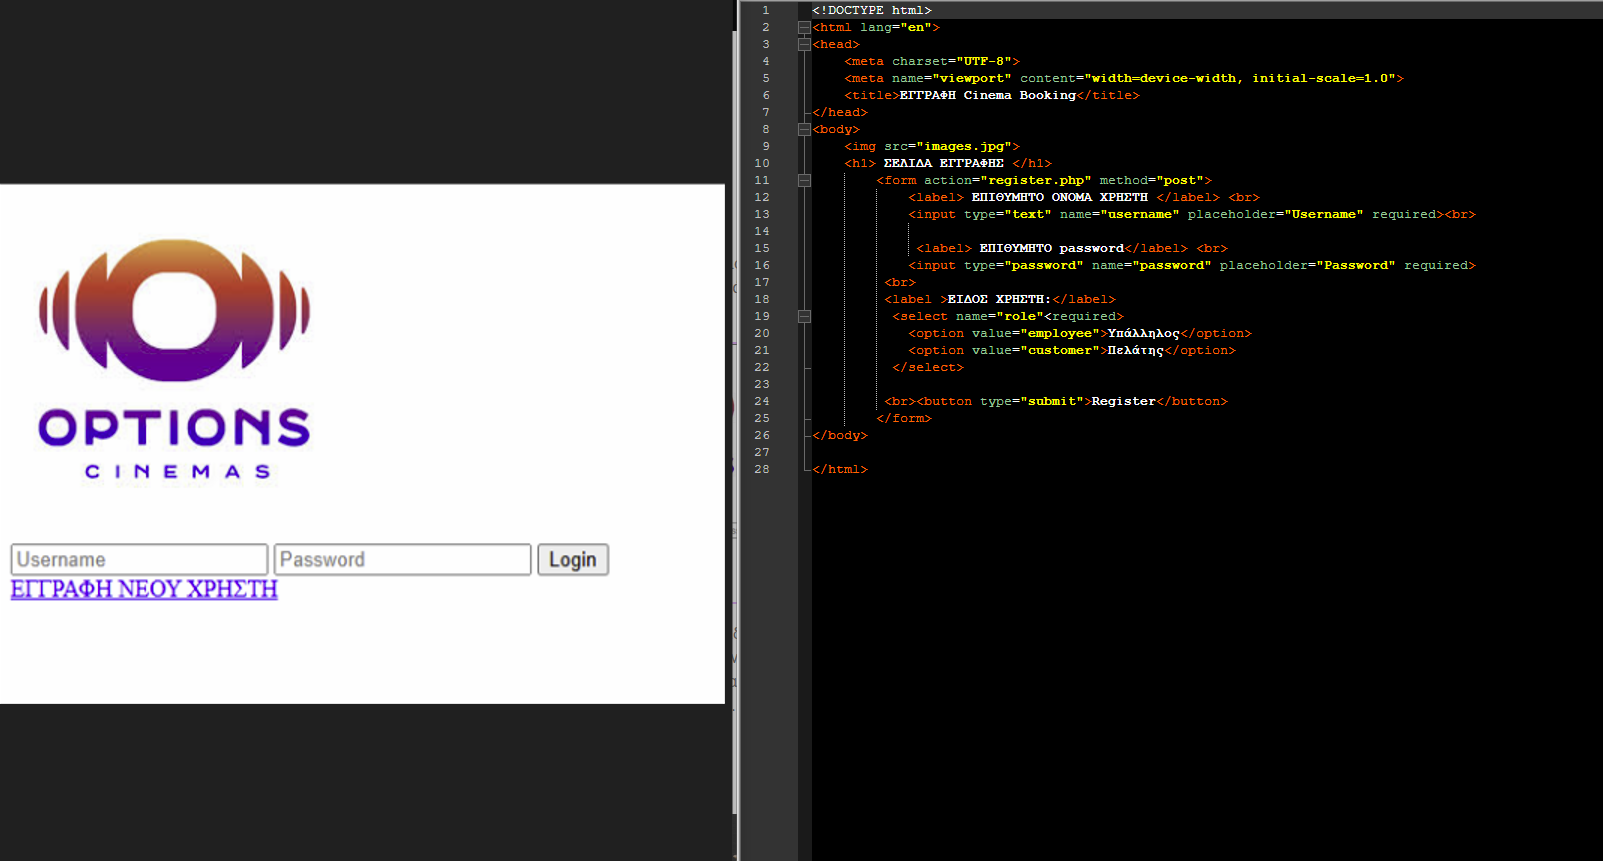 OPTIONS
CINEMAS
Username Password Login
ΕΓΓΡΑΦΗ ΝΕΟΥ ΧΡΗΣΤΗ
1 <!DOCTYPE html>
2 <html lang="en">
3 <head>
4 <meta charset="UTF-8">
5 <meta name="viewport" content="width=device-width, initial-scale=1.0">
6 <title>ΕΓΓΡΑΦΗ Cinema Booking</title>
7 </head>
8 <body>
9 <img src="images.jpg">
10 <h1> ΣΕΛΙΔΑ ΕΓΓΡΑΦΗΣ </h1>
11 <form action="register.php" method="post">
12 <label> ΕΠΙΘΥΜΗΤΟ ΟΝΟΜΑ ΧΡΗΣΤΗ </label> <br>
13 <input type="text" name="username" placeholder="Username" required><br>
14
15 <label> ΕΠΙΘΥΜΗΤΟ password</label> <br>
16 <input type="password" name="password" placeholder="Password" required>
17 <br>
18 <label >ΕΙΔΟΣ ΧΡΗΣΤΗ:</label>
19 <select name="role"<required>
20 <option value="employee">Υπάλληλος</option>
21 <option value="customer">Πελάτης</option>
22 </select>
23
24 <br><button type="submit">Register</button>
25 </form>
26 </body>
27
28 </html>